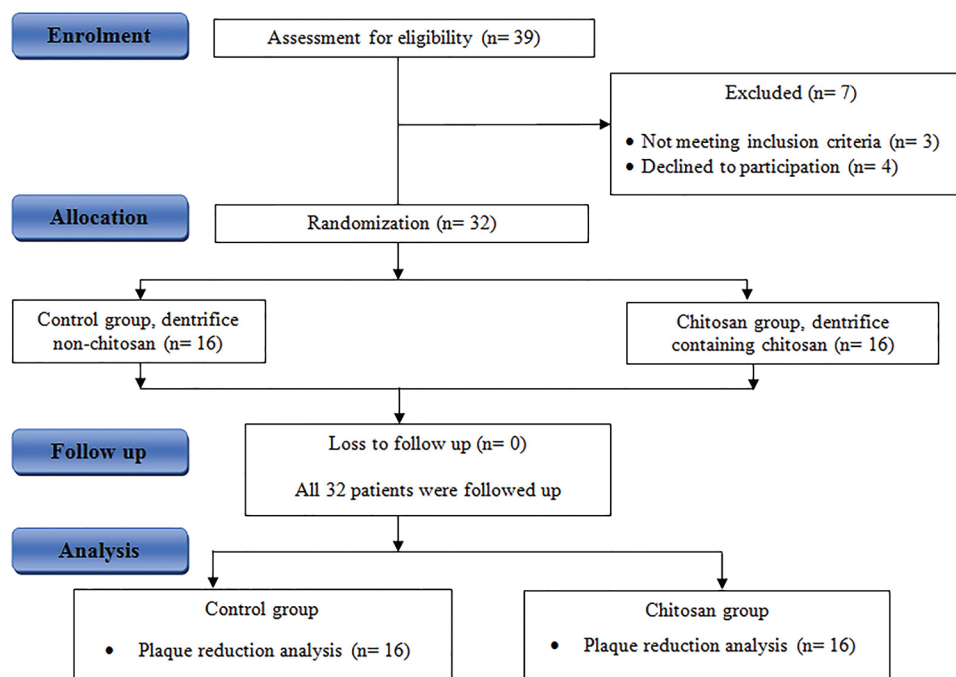 Enrolment
Assessment for eligibility (n= 39)
Excluded (n= 7)
• Not meeting inclusion criteria (n= 3)
• Declined to participation (n= 4)
Allocation
Randomization (n= 32)
Control group, dentrifice
non-chitosan (n= 16)
Chitosan group, dentrifice
containing chitosan (n= 16)
Follow up
Loss to follow up (n= 0)
All 32 patients were followed up
Analysis
Control group
• Plaque reduction analysis (n= 16)
Chitosan group
• Plaque reduction analysis (n= 16)